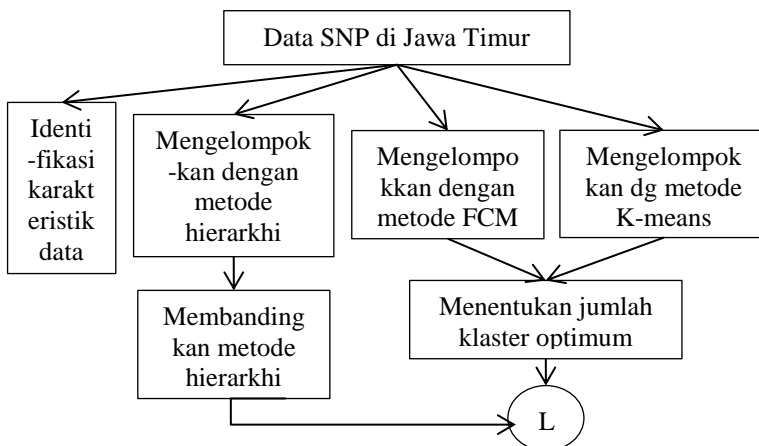 Data SNP di Jawa Timur
Identi
-fikasi
karakt
eristik
data
Mengelompok
-kan dengan
metode
hierarkhi
Mengelompo
kkan dengan
metode FCM
Mengelompok
kan dg metode
K-means
Membanding
kan metode
hierarkhi
Menentukan jumlah
klaster optimum
L